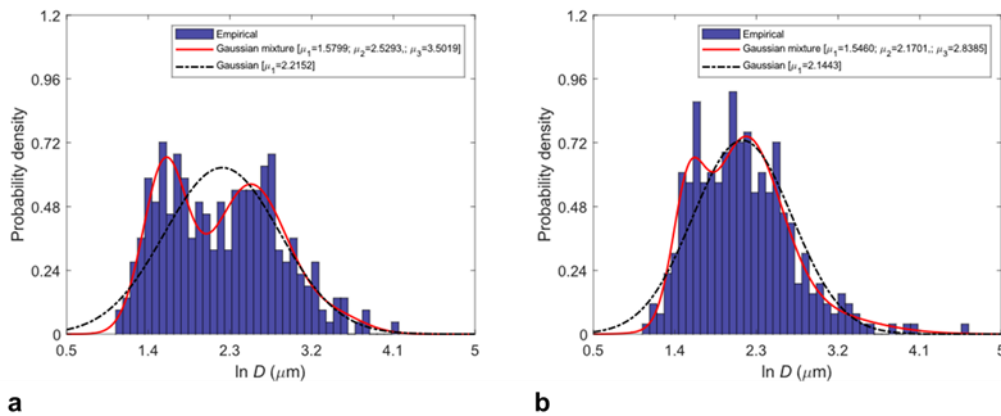 1.2
0.96
0.72
0.48
0.24
0
Probability density
Empirical
Gaussian mixture [μ1=1.5799; μ2=2.5293,; μ3=3.5019]
Gaussian [μ1=2.2152]
0.5 1.4 2.3 3.2 4.1 5
ln D (μm)
a
1.2
0.96
0.72
0.48
0.24
0
Probability density
Empirical
Gaussian mixture [μ1=1.5460; μ2=2.1701,; μ3=2.8385]
Gaussian [μ1=2.1443]
0.5 1.4 2.3 3.2 4.1 5
ln D (μm)
b